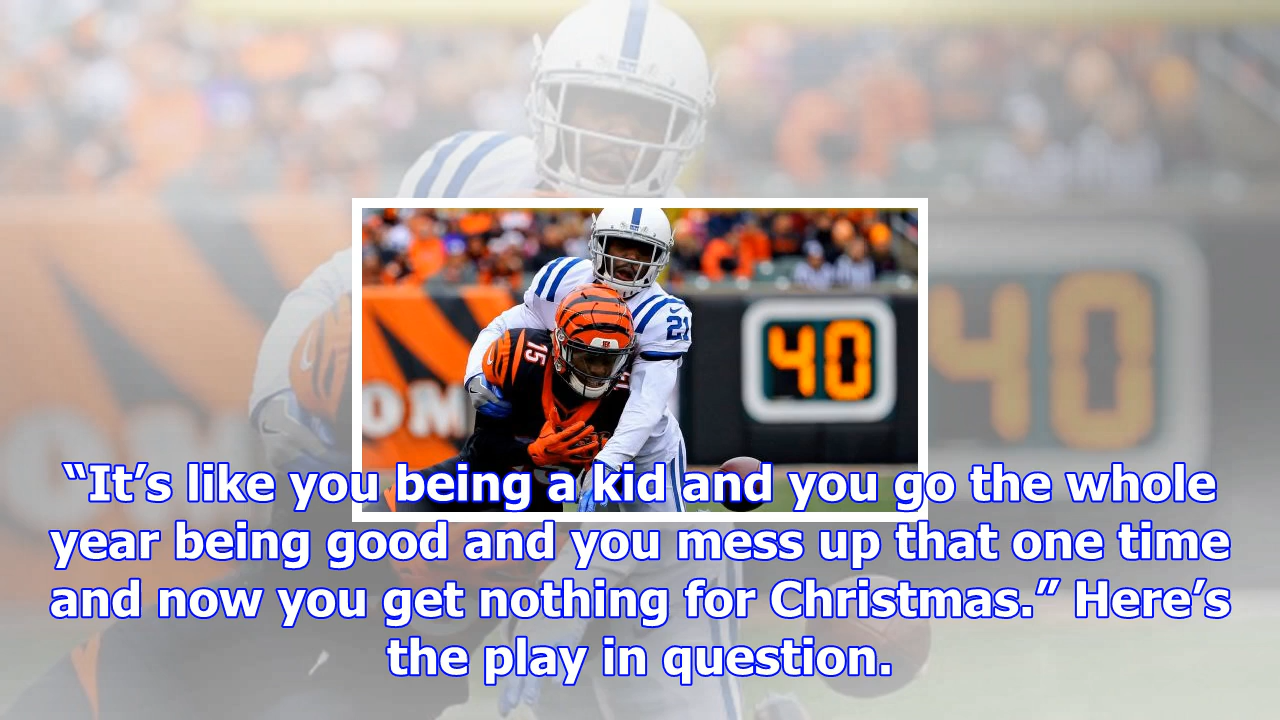 21
15
40
OM
“It’s like you being a kid and you go the whole
year being good and you mess up that one time
and now you get nothing for Christmas.” Here’s
the play in question.